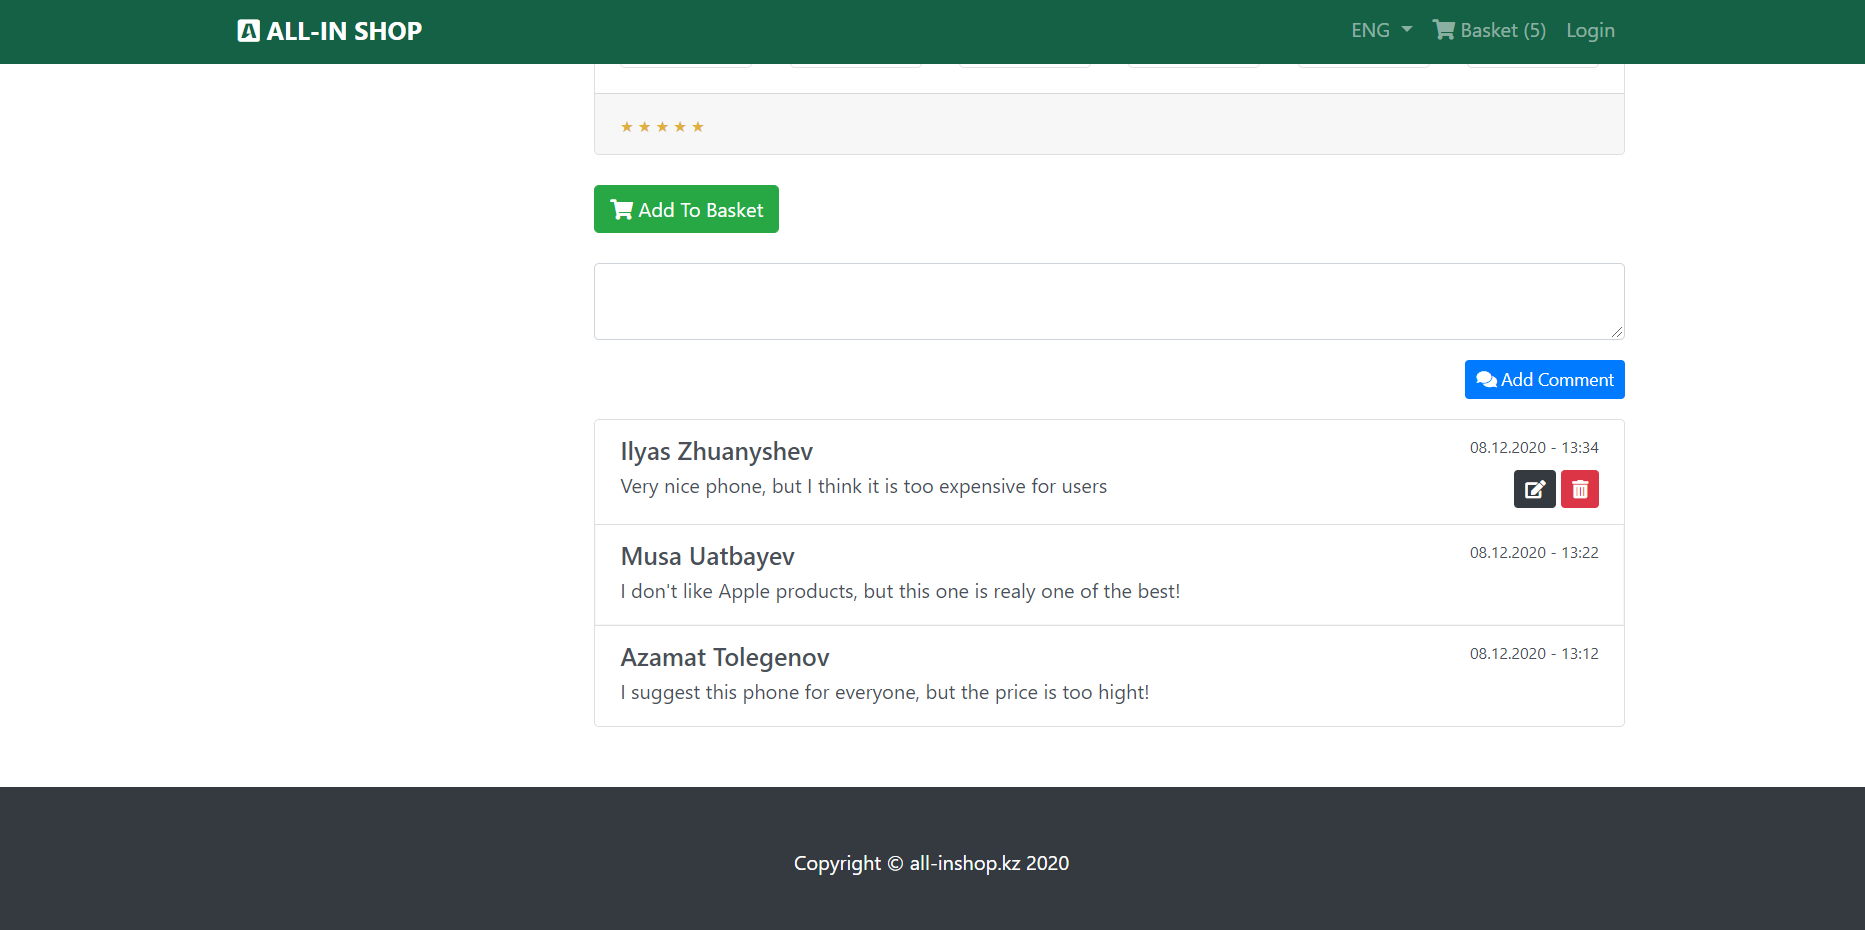 ALL-IN SHOP
ENG
Basket (5)
Login
Add To Basket
Add Comment
Ilyas Zhuanyshev
08.12.2020 - 13:34
Very nice phone, but I think it is too expensive for users
Musa Uatbayev
08.12.2020 - 13:22
I don't like Apple products, but this one is realy one of the best!
Azamat Tolegenov
08.12.2020 - 13:12
I suggest this phone for everyone, but the price is too hight!
Copyright © all-inshop.kz 2020